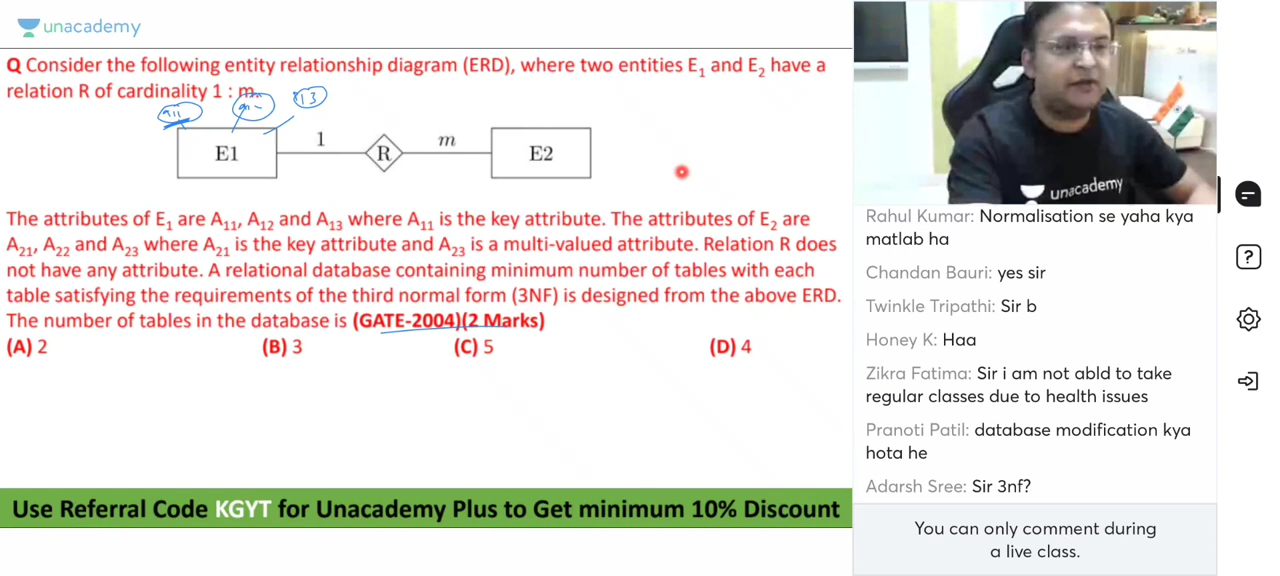 unacademy
Q Consider the following entity relationship diagram (ERD), where two entities E₁ and E₂ have a
relation R of cardinality 1 : m.
13
E1
1
R
m
E2
The attributes of E₁ are A₁₁, A₁₂ and A₁₃ where A₁₁ is the key attribute. The attributes of E₂ are
A₂₁, A₂₂ and A₂₃ where A₂₁ is the key attribute and A₂₃ is a multi-valued attribute. Relation R does
not have any attribute. A relational database containing minimum number of tables with each
table satisfying the requirements of the third normal form (3NF) is designed from the above ERD.
The number of tables in the database is (GATE-2004)(2 Marks)
(A) 2 (B) 3 (C) 5 (D) 4
Use Referral Code KGYT for Unacademy Plus to Get minimum 10% Discount
unacademy
Rahul Kumar: Normalisation se yaha kya
matlab ha
Chandan Bauri: yes sir
Twinkle Tripathi: Sir b
Honey K: Haa
Zikra Fatima: Sir i am not abld to take
regular classes due to health issues
Pranoti Patil: database modification kya
hota he
Adarsh Sree: Sir 3nf?
You can only comment during
a live class.
?